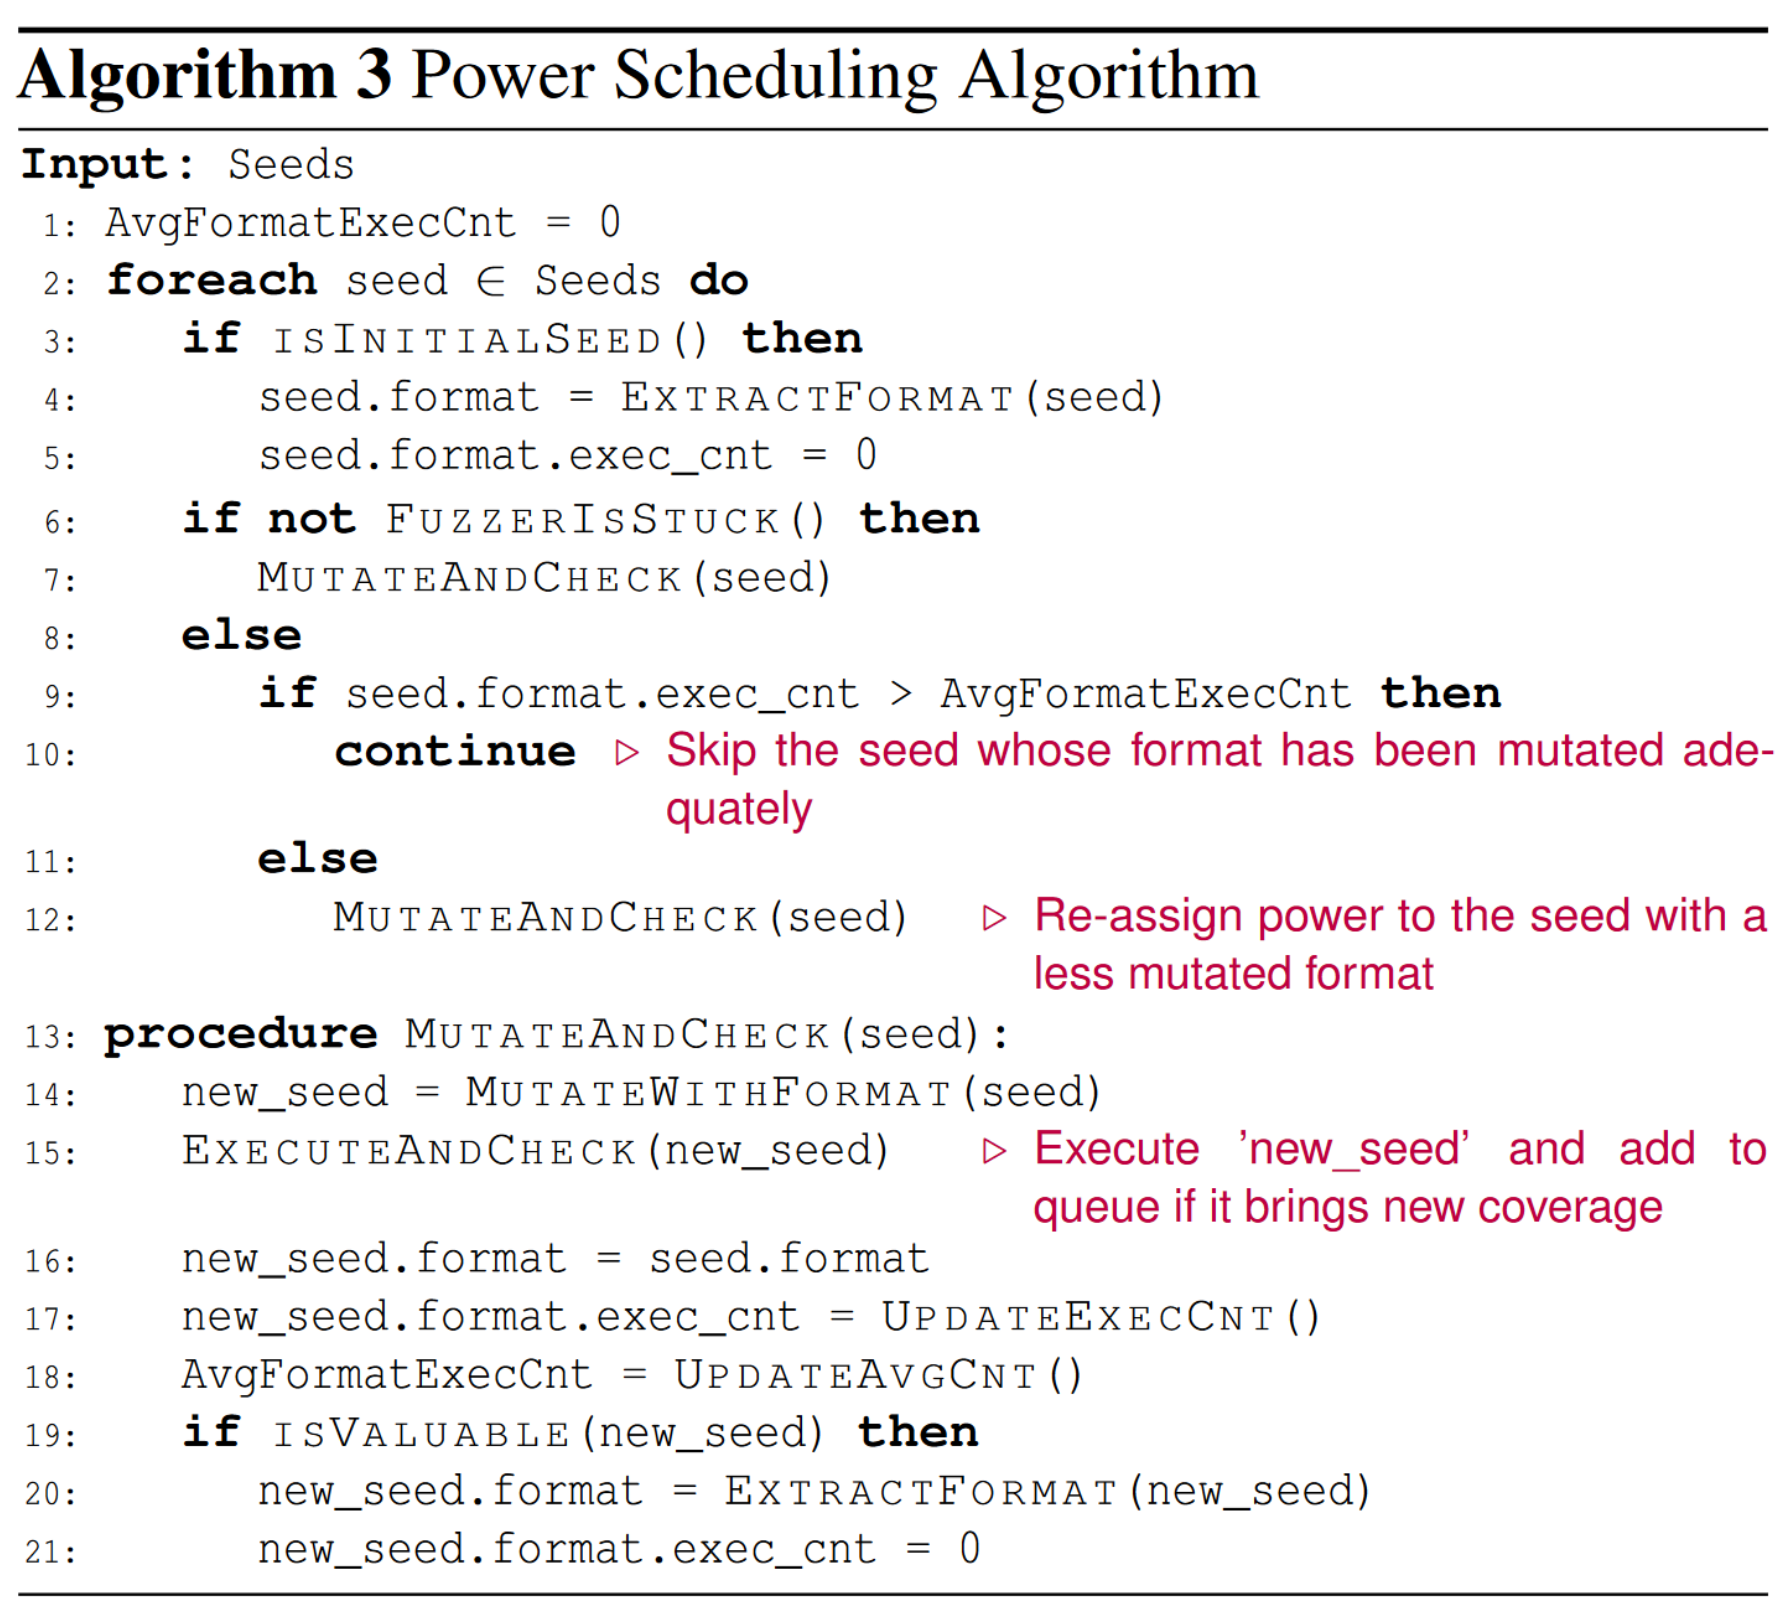 Algorithm 3 Power Scheduling Algorithm
Input: Seeds
1: AvgFormatExecCnt = 0
2: foreach seed ∈ Seeds do
3: if ISINITIALSEED() then
4: seed.format = EXTRACTFORMAT(seed)
5: seed.format.exec_cnt = 0
6: if not FUZZERISSTUCK() then
7: MUTATEANDCHECK(seed)
8: else
9: if seed.format.exec_cnt > AvgFormatExecCnt then
10: continue ▷ Skip the seed whose format has been mutated ade-
quately
11: else
12: MUTATEANDCHECK(seed) ▷ Re-assign power to the seed with a
less mutated format
13: procedure MUTATEANDCHECK(seed):
14: new_seed = MUTATEWITHFORMAT(seed)
15: EXECUTEANDCHECK(new_seed) ▷ Execute 'new_seed' and add to
queue if it brings new coverage
16: new_seed.format = seed.format
17: new_seed.format.exec_cnt = UPDATEEXECCNT()
18: AvgFormatExecCnt = UPDATEAVGCNT()
19: if ISVALUABLE(new_seed) then
20: new_seed.format = EXTRACTFORMAT(new_seed)
21: new_seed.format.exec_cnt = 0